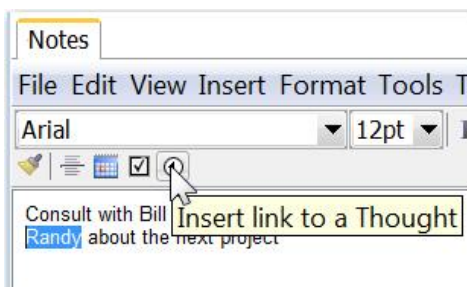 Notes
File Edit View Insert Format Tools T
Arial 12pt
Insert link to a Thought
Consult with Bill
Randy about the next project